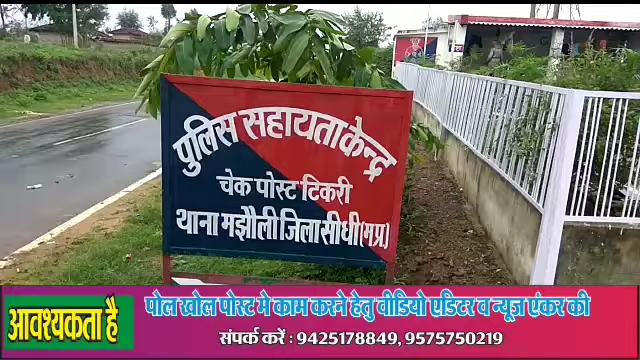 पुलिस सहायता केन्द्र
चेक पोस्ट टिकरी
थाना मझौली जिला सीधी (म.प्र.)
आवश्यकता है
पोल खोल पोस्ट मे काम करने हेतु वीडियो एडिटर व न्यूज एंकर की
संपर्क करें : 9425178849, 9575750219